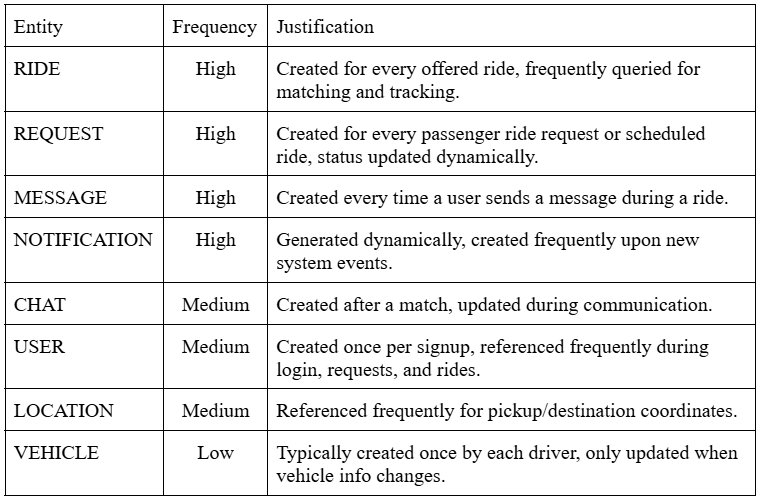 Entity Frequency Justification
RIDE High Created for every offered ride, frequently queried for
matching and tracking.
REQUEST High Created for every passenger ride request or scheduled
ride, status updated dynamically.
MESSAGE High Created every time a user sends a message during a ride.
NOTIFICATION High Generated dynamically, created frequently upon new
system events.
CHAT Medium Created after a match, updated during communication.
USER Medium Created once per signup, referenced frequently during
login, requests, and rides.
LOCATION Medium Referenced frequently for pickup/destination coordinates.
VEHICLE Low Typically created once by each driver, only updated when
vehicle info changes.